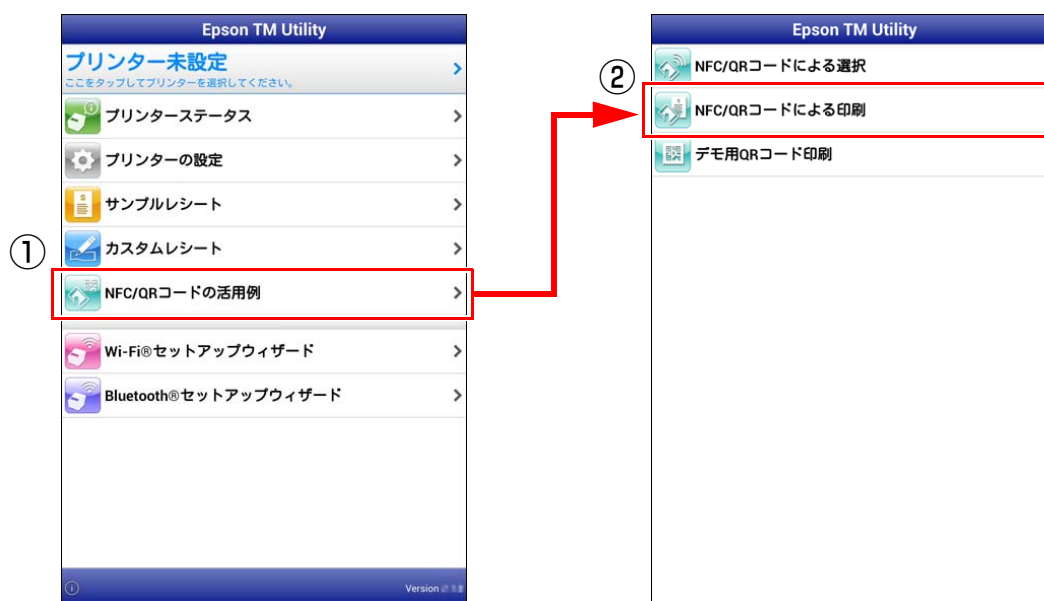 Epson TM Utility
プリンター未設定
ここをタップしてプリンターを選択してください。
プリンターステータス
プリンターの設定
サンプルレシート
カスタムレシート
①
NFC/QRコードの活用例
Wi-Fi®セットアップウィザード
Bluetooth®セットアップウィザード
Version
Epson TM Utility
②
NFC/QRコードによる選択
NFC/QRコードによる印刷
デモ用QRコード印刷